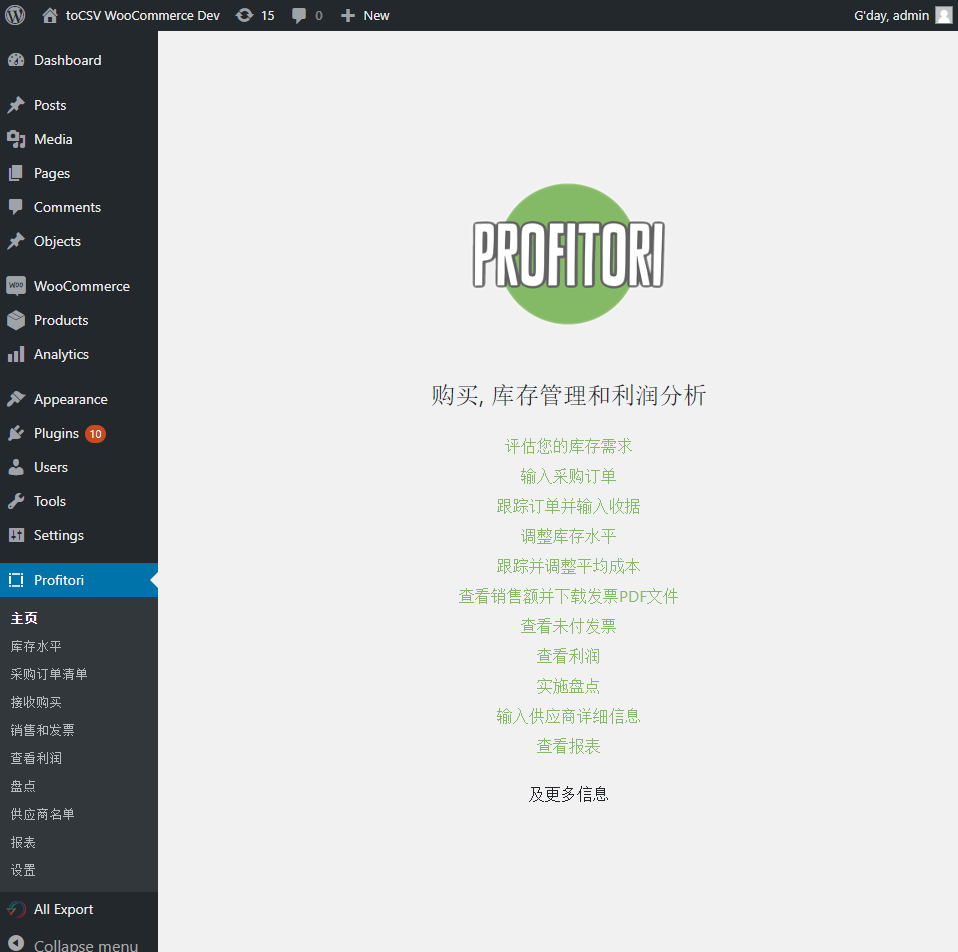 toCSV WooCommerce Dev 15 0 New G'day, admin
Dashboard
Posts
Media
Pages
Comments
Objects
WOO WooCommerce
Products
Analytics
Appearance
Plugins 10
Users
Tools
Settings
Profitori
主页
库存水平
采购订单清单
接收购买
销售和发票
查看利润
盘点
供应商名单
报表
设置
All Export
Collapse menu
PROFITORI
购买, 库存管理和利润分析
评估您的库存需求
输入采购订单
跟踪订单并输入收据
调整库存水平
跟踪并调整平均成本
查看销售额并下载发票PDF文件
查看未付发票
查看利润
实施盘点
输入供应商详细信息
查看报表
及更多信息